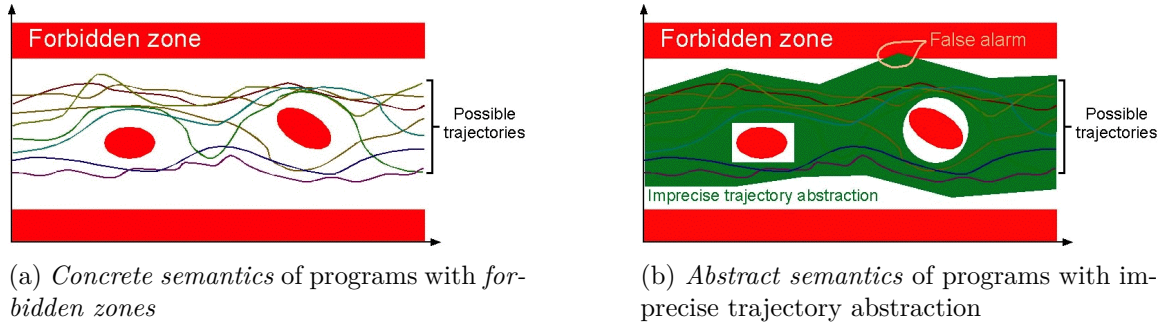 Forbidden zone
Possible
trajectories
(a) Concrete semantics of programs with for-
bidden zones
Forbidden zone
False alarm
Possible
trajectories
Imprecise trajectory abstraction
(b) Abstract semantics of programs with im-
precise trajectory abstraction